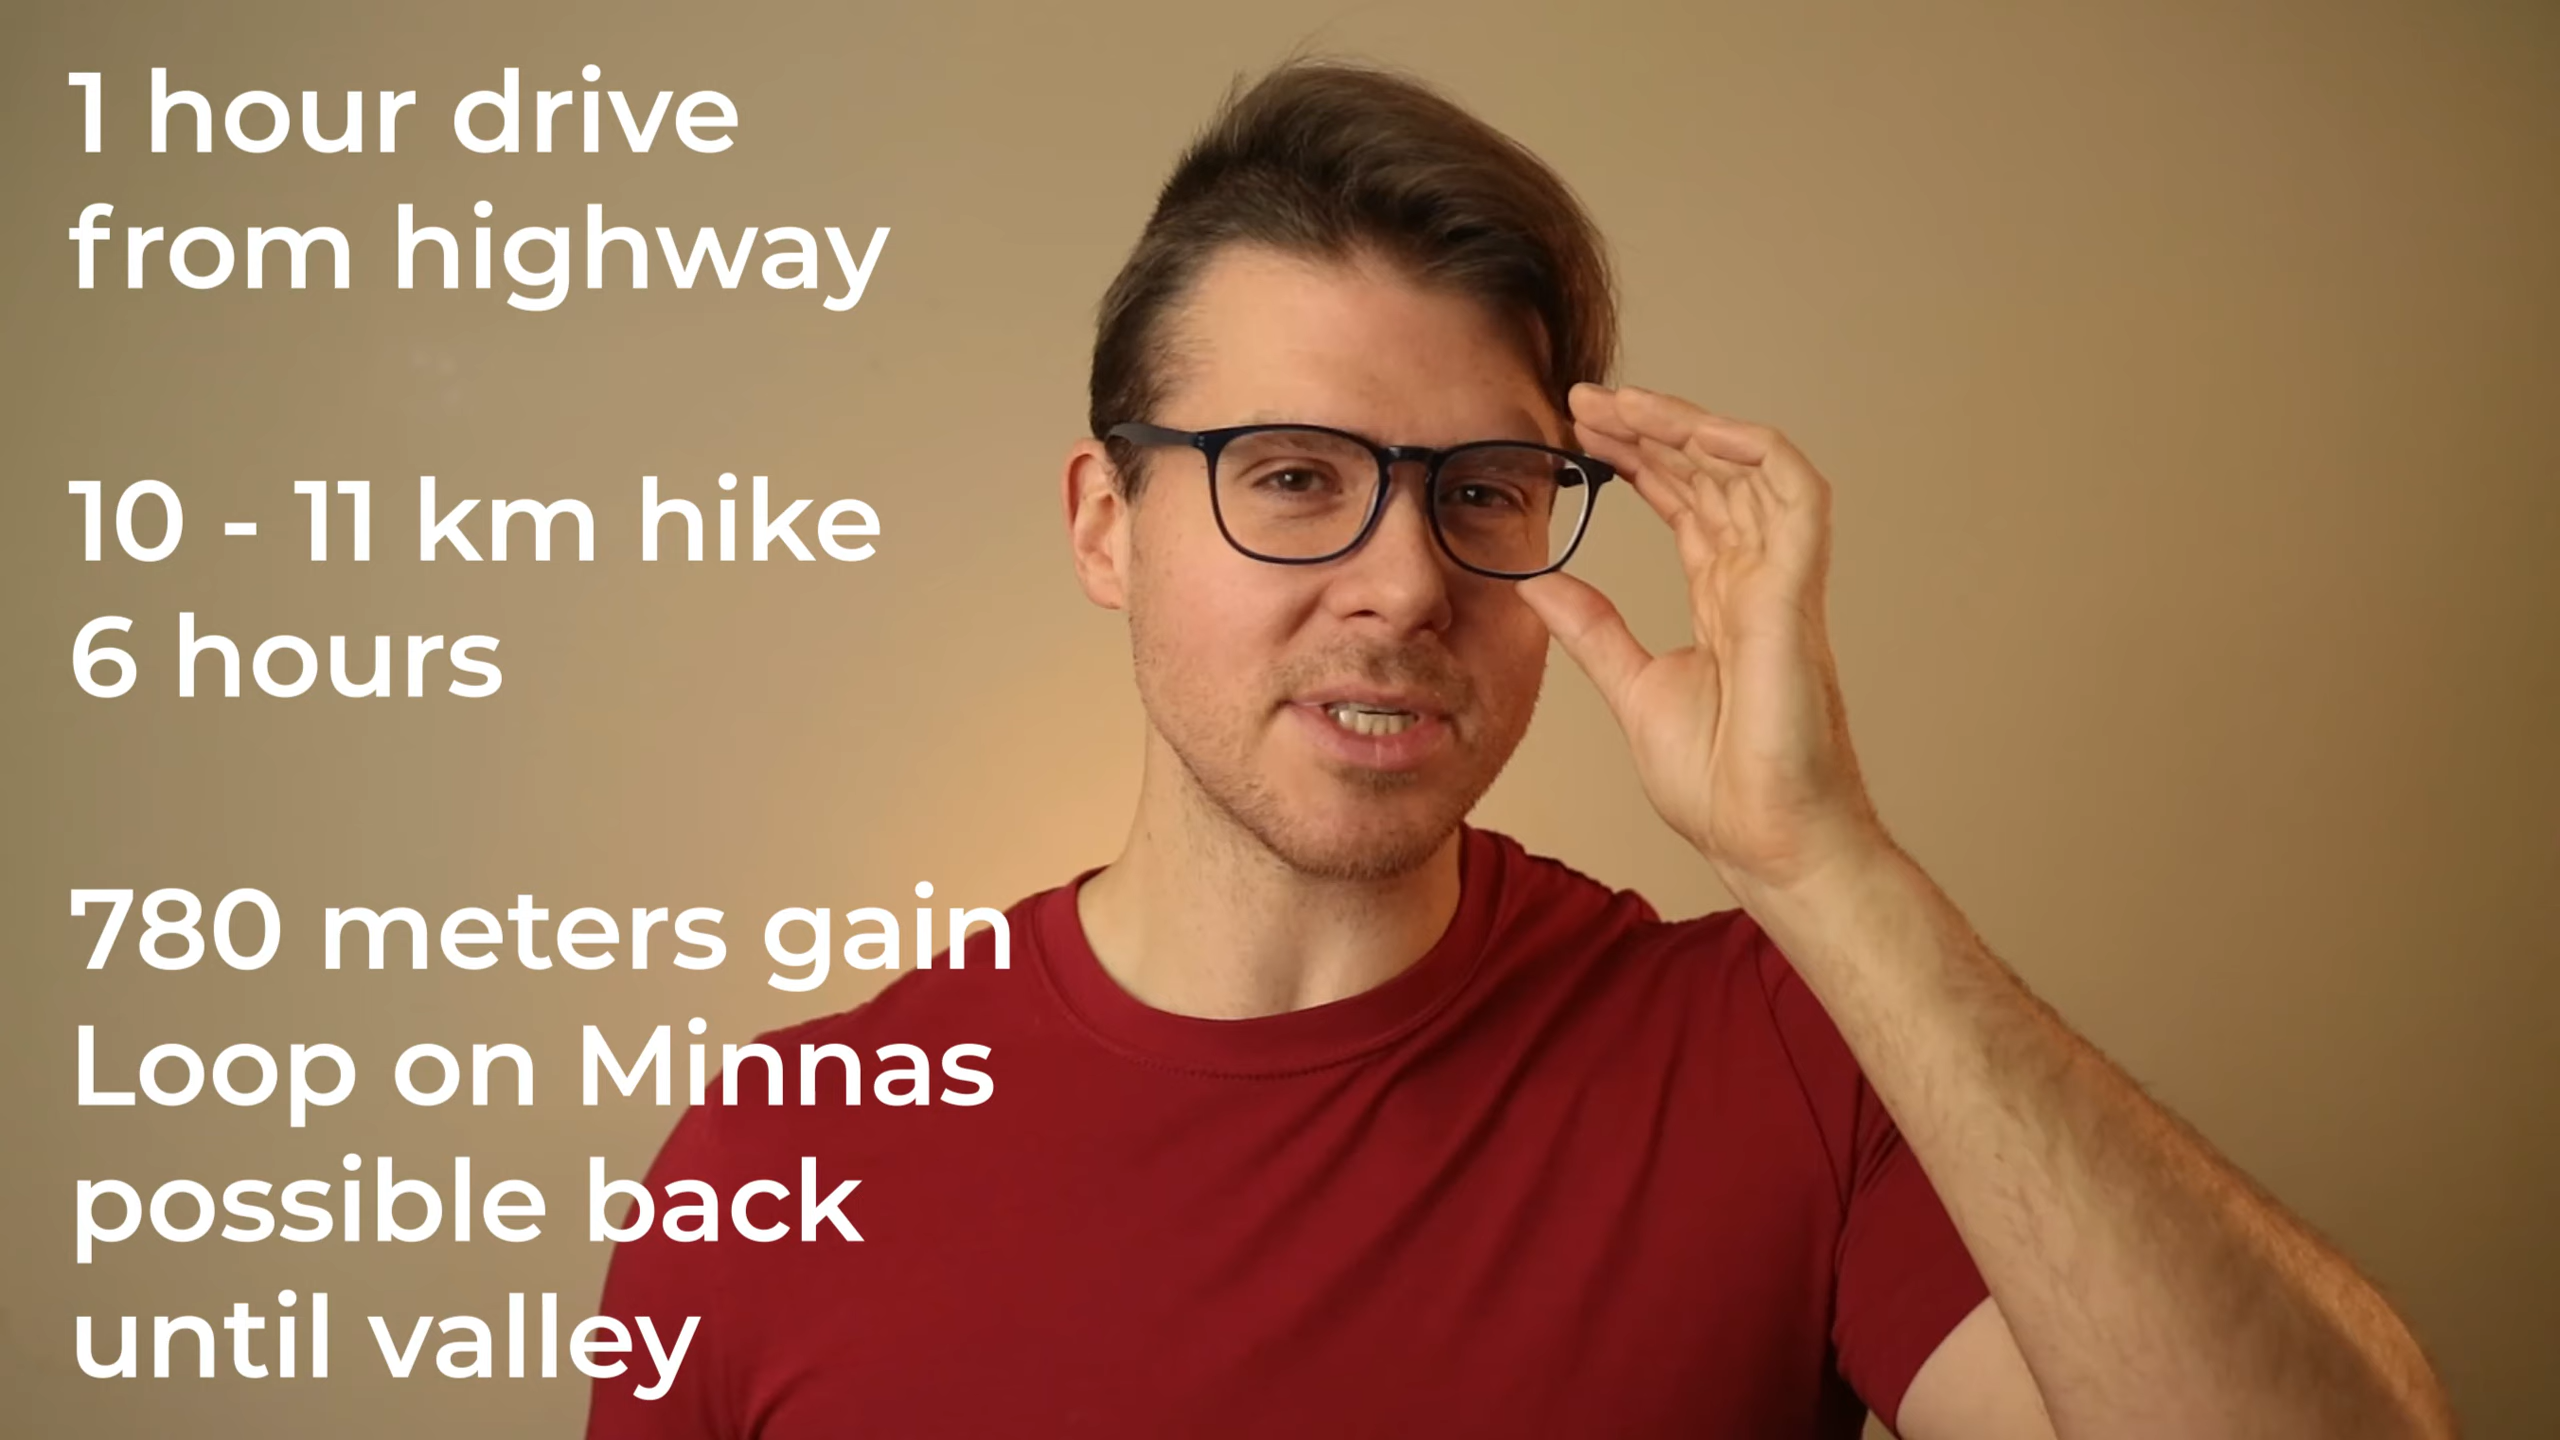 1 hour drive
from highway
10 - 11 km hike
6 hours
780 meters gain
Loop on Minnas
possible back
until valley